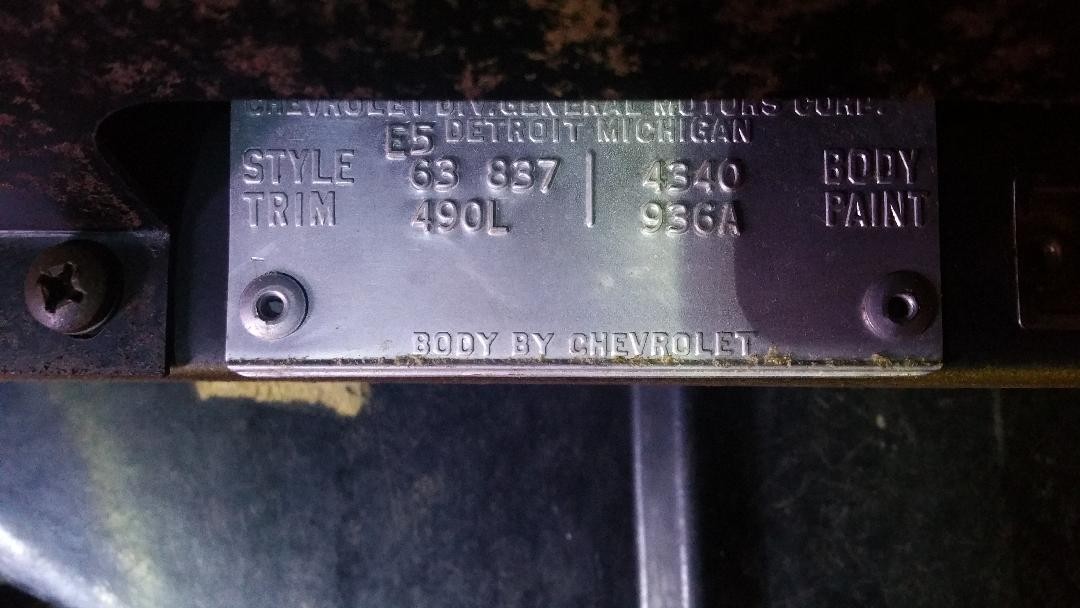 CHEVROLET DIV. GENERAL MOTORS CORP.
E5 DETROIT MICHIGAN
STYLE 63 837 | 4340 BODY
TRIM 490L | 936A PAINT
BODY BY CHEVROLET